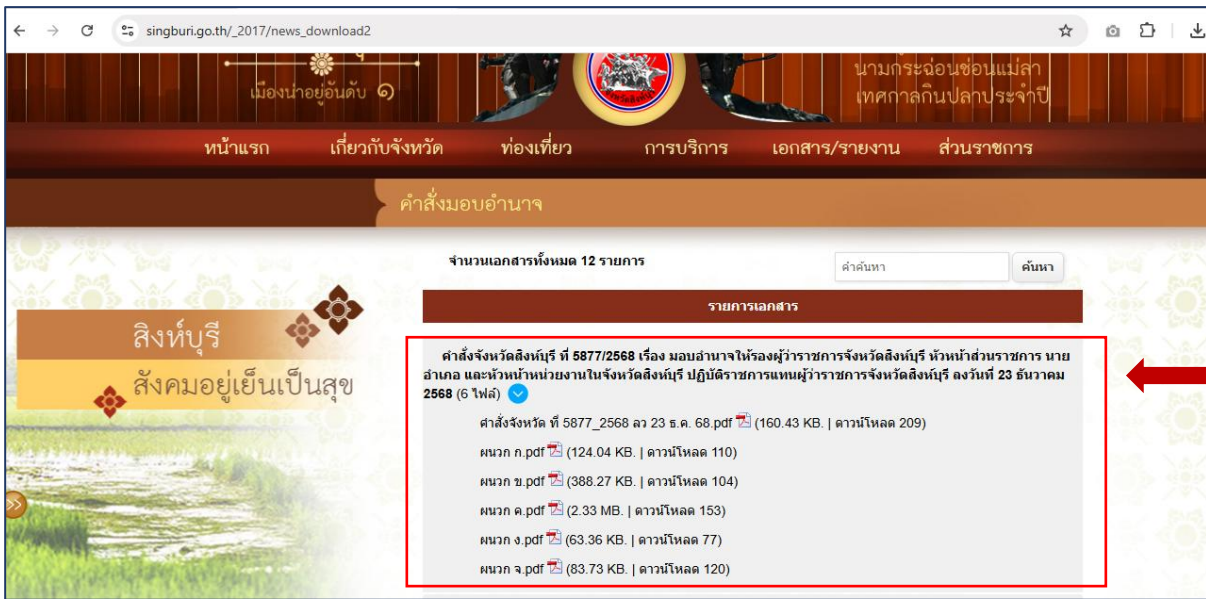 singburi.go.th/_2017/news_download2
เมืองน่าอยู่อันดับ ๑
นามกระฉ่อนช่อนแม่ลา
เทศกาลกินปลาประจำปี
หน้าแรก เกี่ยวกับจังหวัด ท่องเที่ยว การบริการ เอกสาร/รายงาน ส่วนราชการ
คำสั่งมอบอำนาจ
จำนวนเอกสารทั้งหมด 12 รายการ
คำค้นหา ค้นหา
รายการเอกสาร
สิงห์บุรี
สังคมอยู่เย็นเป็นสุข
คำสั่งจังหวัดสิงห์บุรี ที่ 5877/2568 เรื่อง มอบอำนาจให้รองผู้ว่าราชการจังหวัดสิงห์บุรี หัวหน้าส่วนราชการ นาย
อำเภอ และหัวหน้าหน่วยงานในจังหวัดสิงห์บุรี ปฏิบัติราชการแทนผู้ว่าราชการจังหวัดสิงห์บุรี ลงวันที่ 23 ธันวาคม
2568 (6 ไฟล์)
คำสั่งจังหวัด ที่ 5877_2568 ลว 23 ธ.ค. 68.pdf (160.43 KB. | ดาวน์โหลด 209)
ผนวก ก.pdf (124.04 KB. | ดาวน์โหลด 110)
ผนวก ข.pdf (388.27 KB. | ดาวน์โหลด 104)
ผนวก ค.pdf (2.33 MB. | ดาวน์โหลด 153)
ผนวก ง.pdf (63.36 KB. | ดาวน์โหลด 77)
ผนวก จ.pdf (83.73 KB. | ดาวน์โหลด 120)